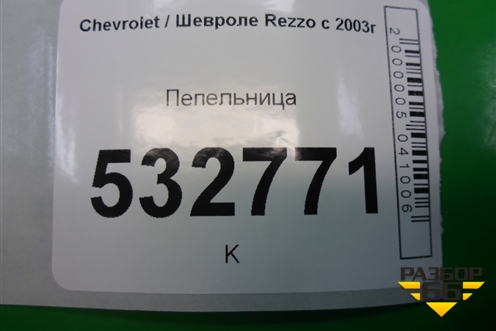 Chevrolet / Шевроле Rezzo с 2003г
Пепельница
532771
К
2000005041006
РАЗБОР
66